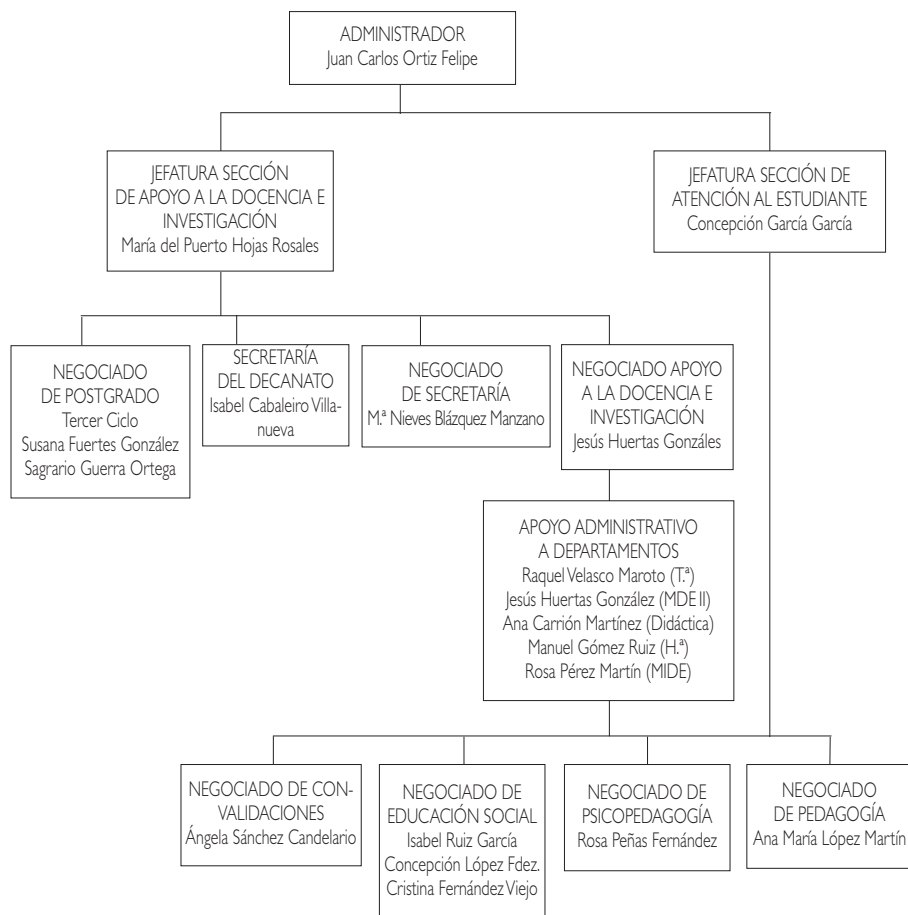 ADMINISTRADOR
Juan Carlos Ortiz Felipe
JEFATURA SECCIÓN
DE APOYO A LA DOCENCIA E
INVESTIGACIÓN
María del Puerto Hojas Rosales
JEFATURA SECCIÓN DE
ATENCIÓN AL ESTUDIANTE
Concepción García García
NEGOCIADO
DE POSTGRADO
Tercer Ciclo
Susana Fuertes González
Sagrario Guerra Ortega
SECRETARÍA
DEL DECANATO
Isabel Cabaleiro Villa-
nueva
NEGOCIADO
DE SECRETARÍA
M.ª Nieves Blázquez Manzano
NEGOCIADO APOYO
A LA DOCENCIA E
INVESTIGACIÓN
Jesús Huertas Gonzáles
APOYO ADMINISTRATIVO
A DEPARTAMENTOS
Raquel Velasco Maroto (T.ª)
Jesús Huertas González (MDE II)
Ana Carrión Martínez (Didáctica)
Manuel Gómez Ruiz (H.ª)
Rosa Pérez Martín (MIDE)
NEGOCIADO DE CON-
VALIDACIONES
Ángela Sánchez Candelario
NEGOCIADO DE
EDUCACIÓN SOCIAL
Isabel Ruiz García
Concepción López Fdez.
Cristina Fernández Viejo
NEGOCIADO DE
PSICOPEDAGOGÍA
Rosa Peñas Fernández
NEGOCIADO
DE PEDAGOGÍA
Ana María López Martín